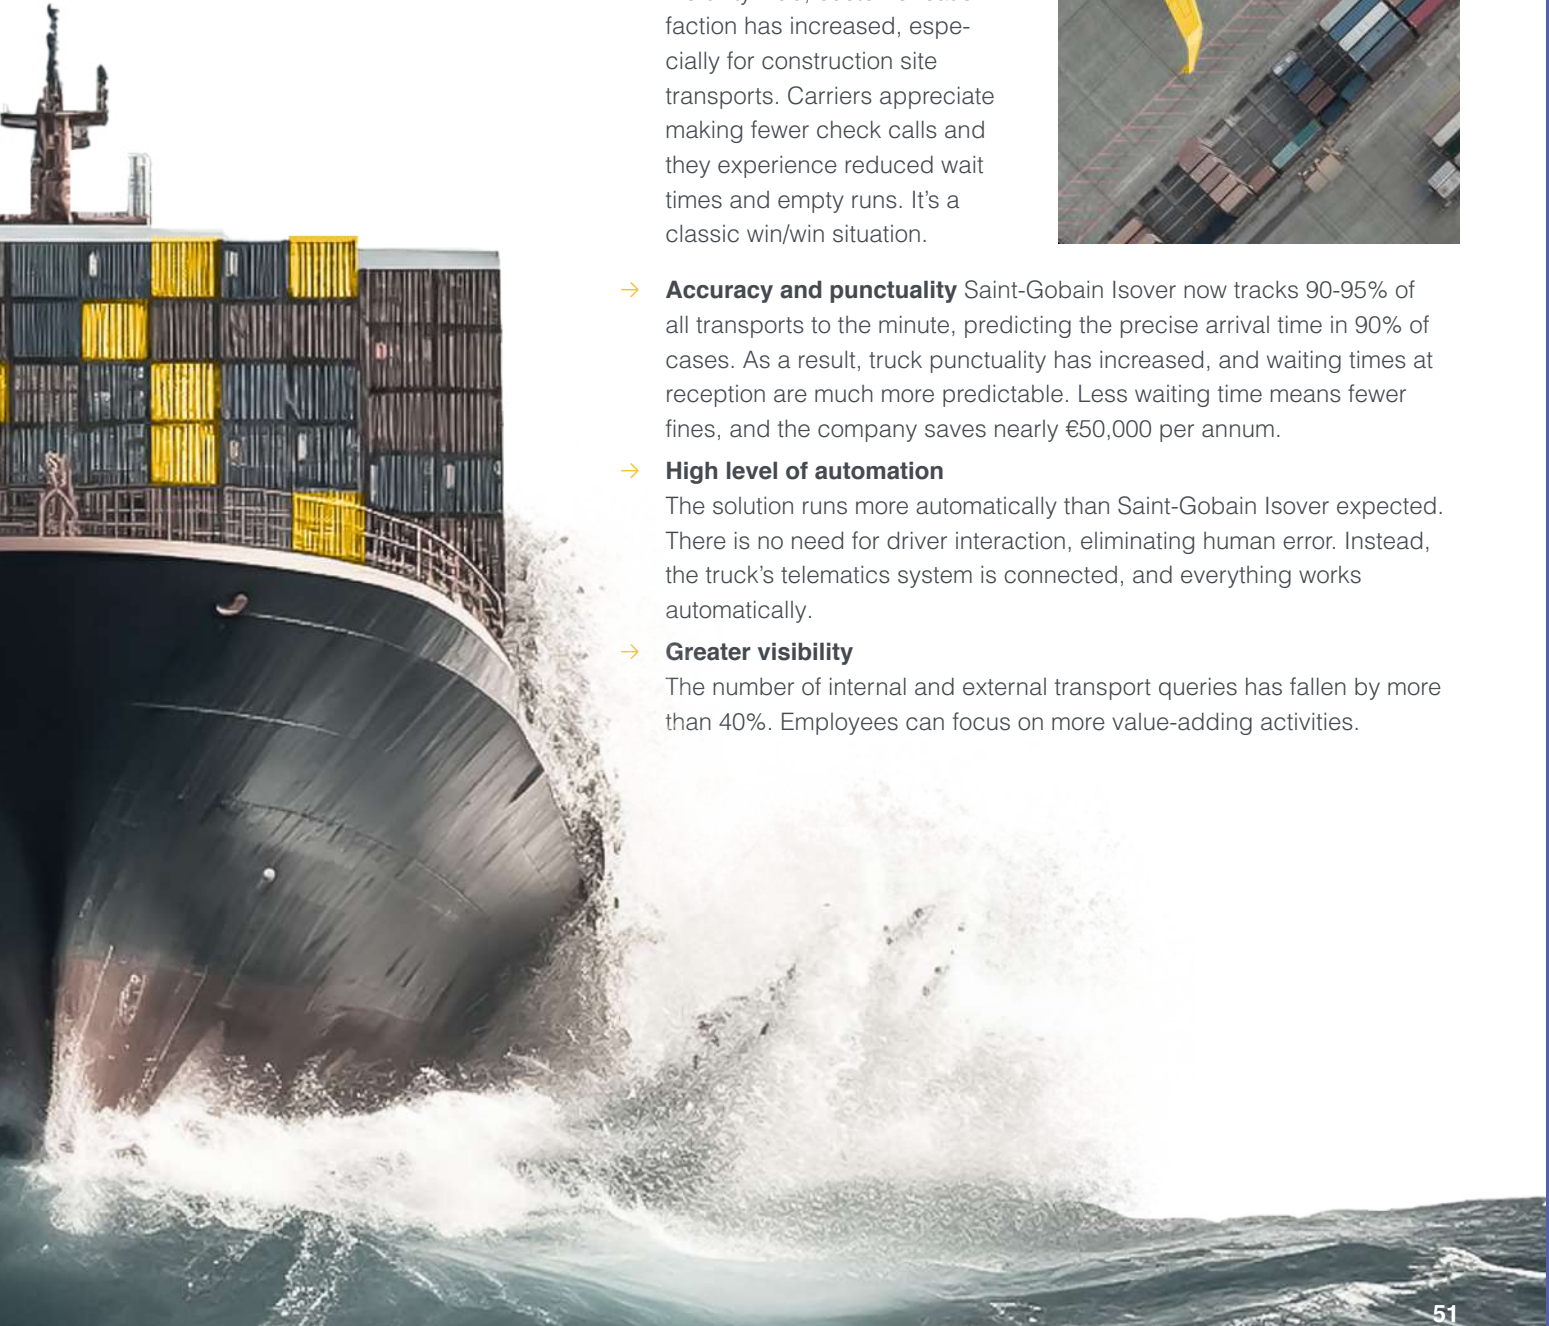 faction has increased, espe-
cially for construction site
transports. Carriers appreciate
making fewer check calls and
they experience reduced wait
times and empty runs. It’s a
classic win/win situation.
→ Accuracy and punctuality Saint-Gobain Isover now tracks 90-95% of
all transports to the minute, predicting the precise arrival time in 90% of
cases. As a result, truck punctuality has increased, and waiting times at
reception are much more predictable. Less waiting time means fewer
fines, and the company saves nearly €50,000 per annum.
→ High level of automation
The solution runs more automatically than Saint-Gobain Isover expected.
There is no need for driver interaction, eliminating human error. Instead,
the truck’s telematics system is connected, and everything works
automatically.
→ Greater visibility
The number of internal and external transport queries has fallen by more
than 40%. Employees can focus on more value-adding activities.
51